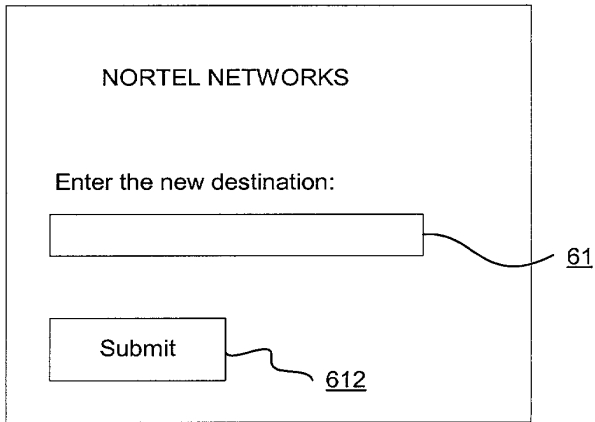 NORTEL NETWORKS
Enter the new destination:
61
Submit
612